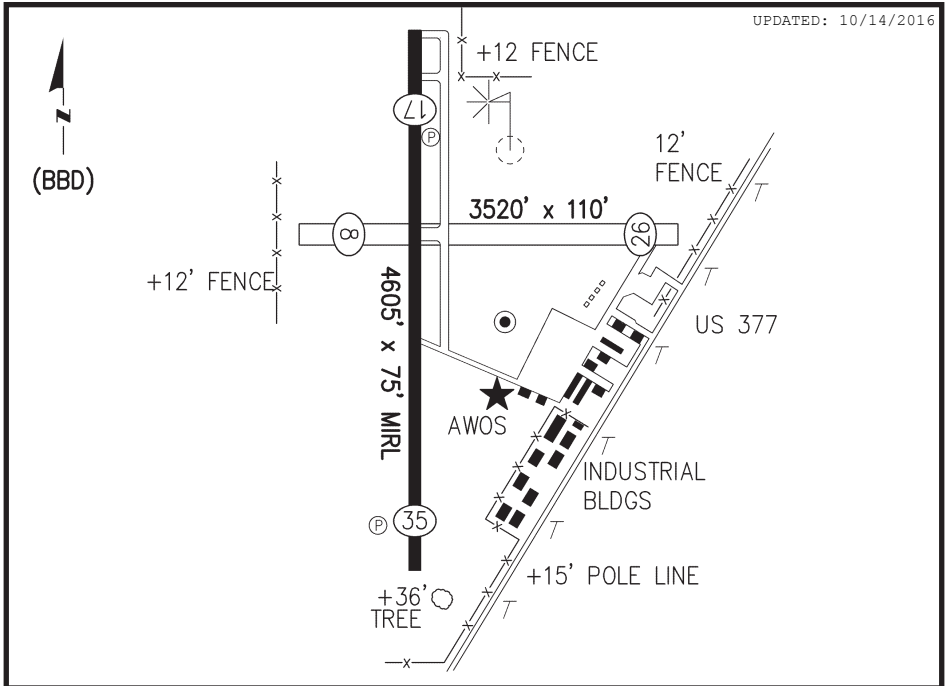 UPDATED: 10/14/2016
+12 FENCE
17
P
N
(BBD)
12'
FENCE
3520' x 110'
8
26
+12' FENCE
4605' x 75' MIRL
US 377
AWOS
INDUSTRIAL
BLDGS
P
35
+15' POLE LINE
+36'
TREE